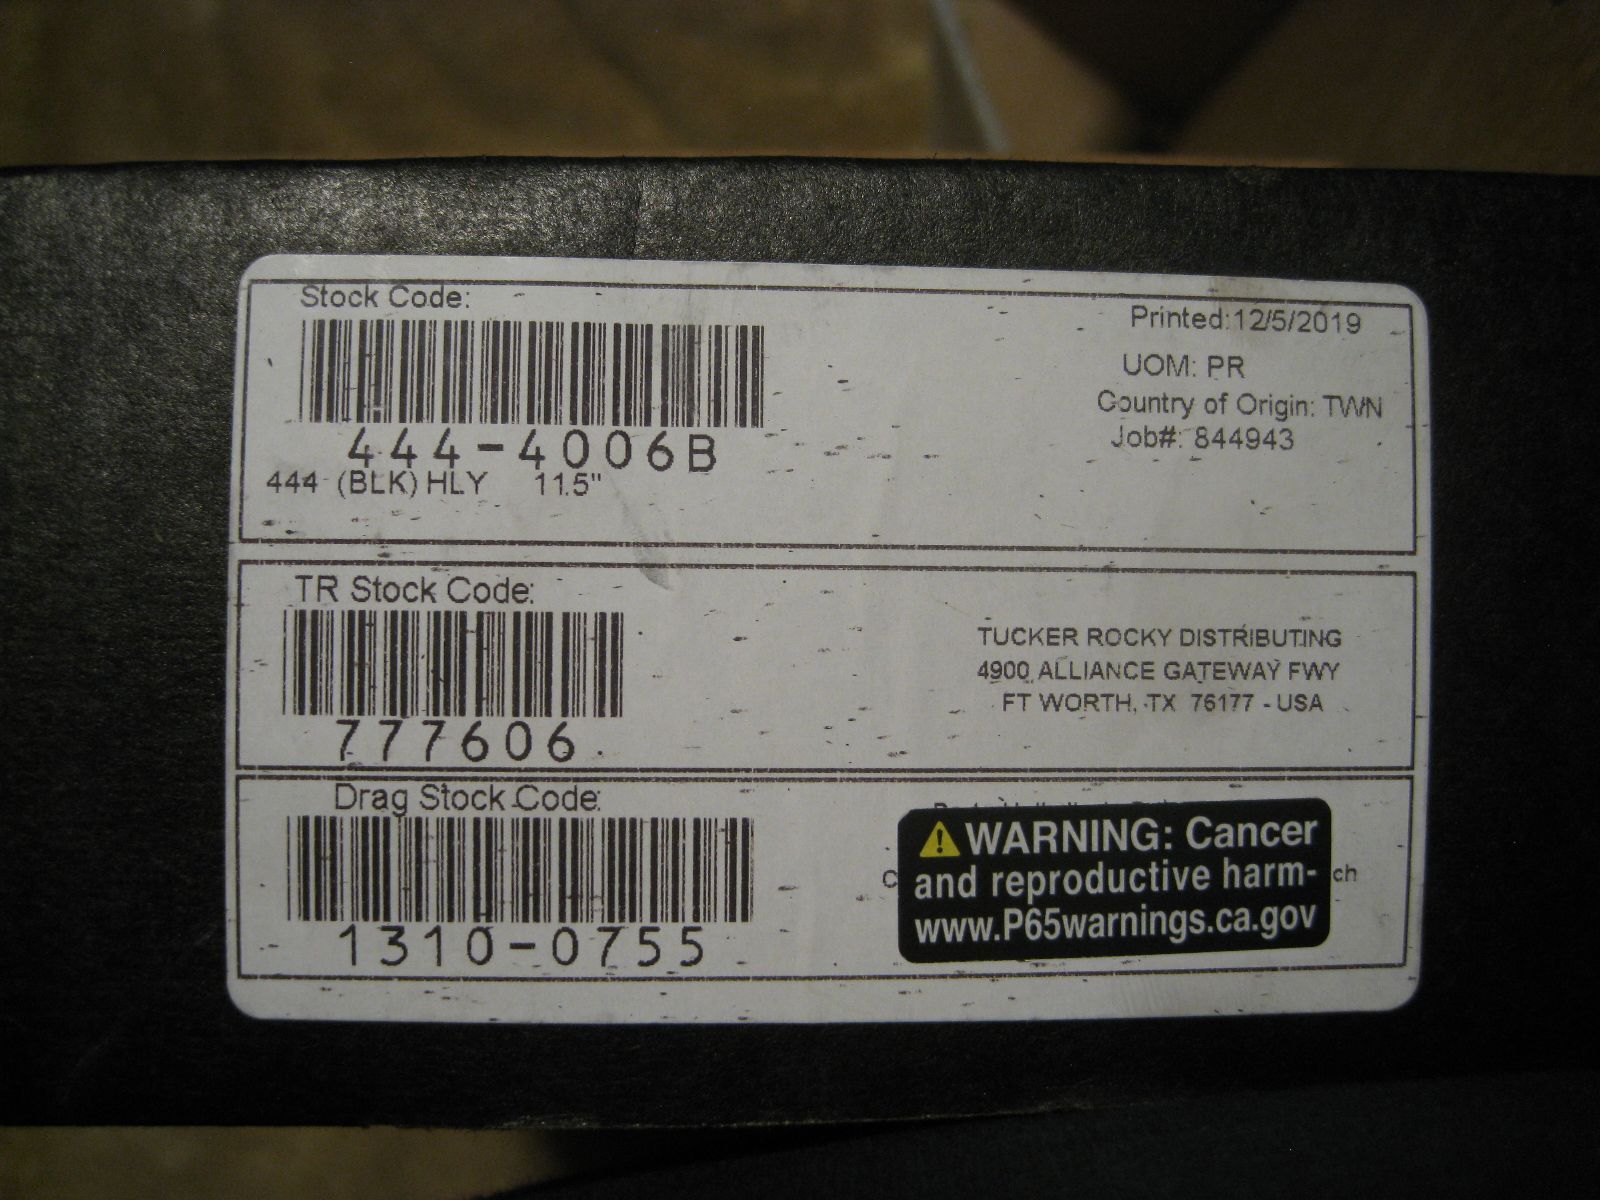 Stock Code:
444-4006B
444 (BLK) HLY 11.5"
Printed:12/5/2019
UOM: PR
Country of Origin: TWN
Job#: 844943
TR Stock Code:
777606
TUCKER ROCKY DISTRIBUTING
4900 ALLIANCE GATEWAY FWY
FT WORTH, TX 76177 - USA
Drag Stock Code:
1310-0755
WARNING: Cancer
and reproductive harm-
www.P65warnings.ca.gov